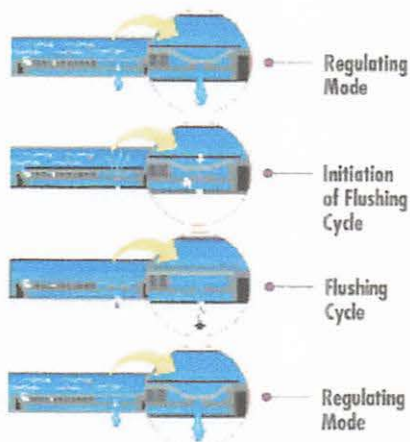 Regulating
Mode
Initiation
of Flushing
Cycle
Flushing
Cycle
Regulating
Mode